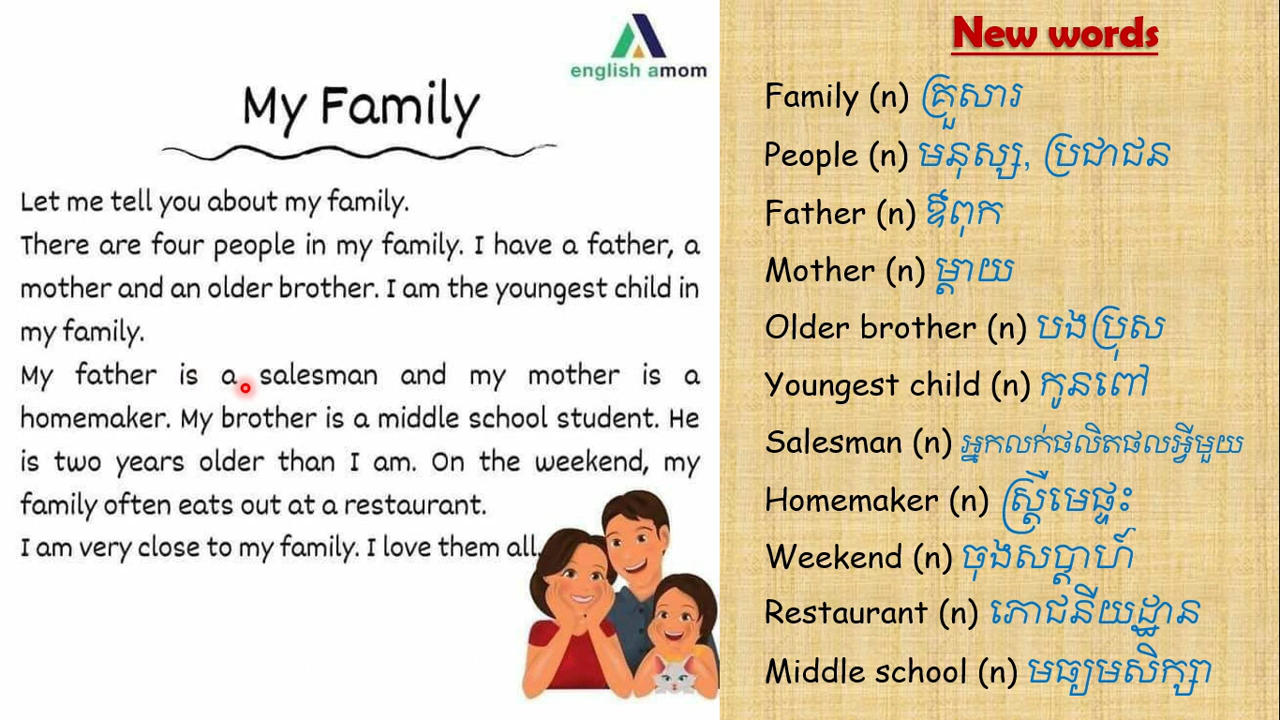 english amom
My Family
Let me tell you about my family.
There are four people in my family. I have a father, a
mother and an older brother. I am the youngest child in
my family.
My father is a salesman and my mother is a
homemaker. My brother is a middle school student. He
is two years older than I am. On the weekend, my
family often eats out at a restaurant.
I am very close to my family. I love them all.
New words
Family (n) គ្រួសារ
People (n) មនុស្ស, ប្រជាជន
Father (n) ឪពុក
Mother (n) ម្តាយ
Older brother (n) បងប្រុស
Youngest child (n) កូនពៅ
Salesman (n) អ្នកលក់ផលិតផលអ្វីមួយ
Homemaker (n) ស្ត្រីមេផ្ទះ
Weekend (n) ចុងសប្តាហ៍
Restaurant (n) ភោជនីយដ្ឋាន
Middle school (n) មធ្យមសិក្សា